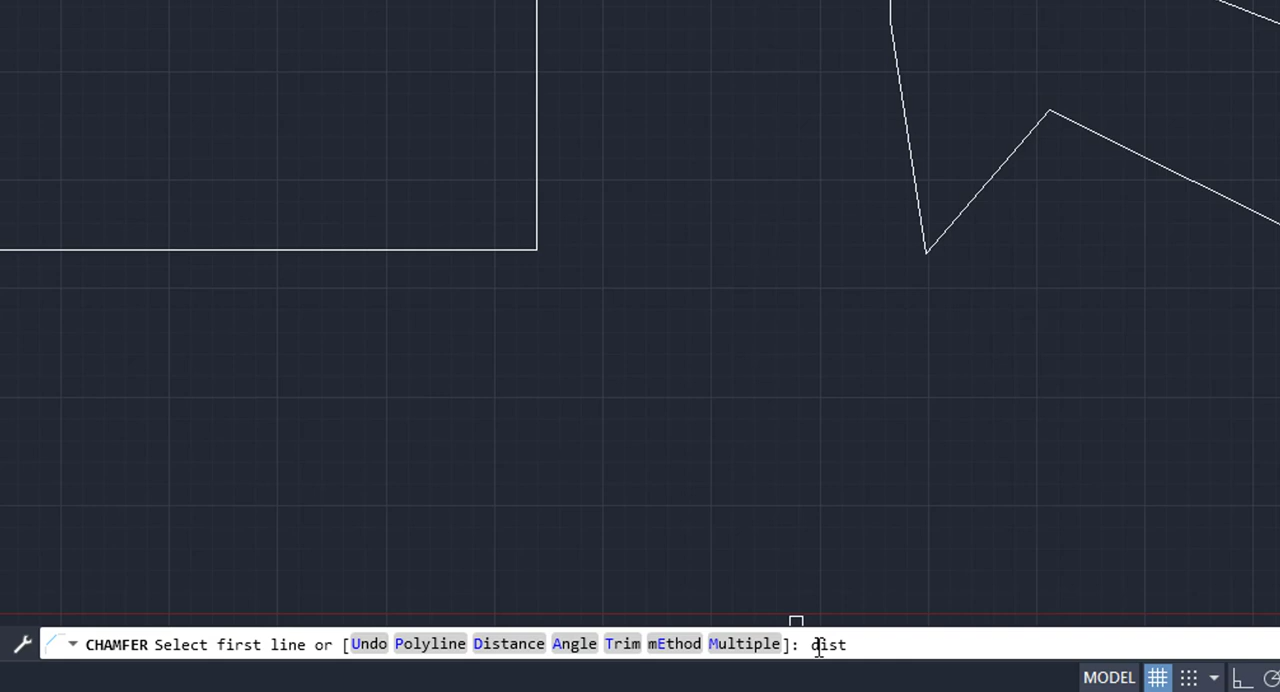 CHAMFER Select first line or [Undo Polyline Distance Angle Trim mEthod Multiple]: dist
MODEL